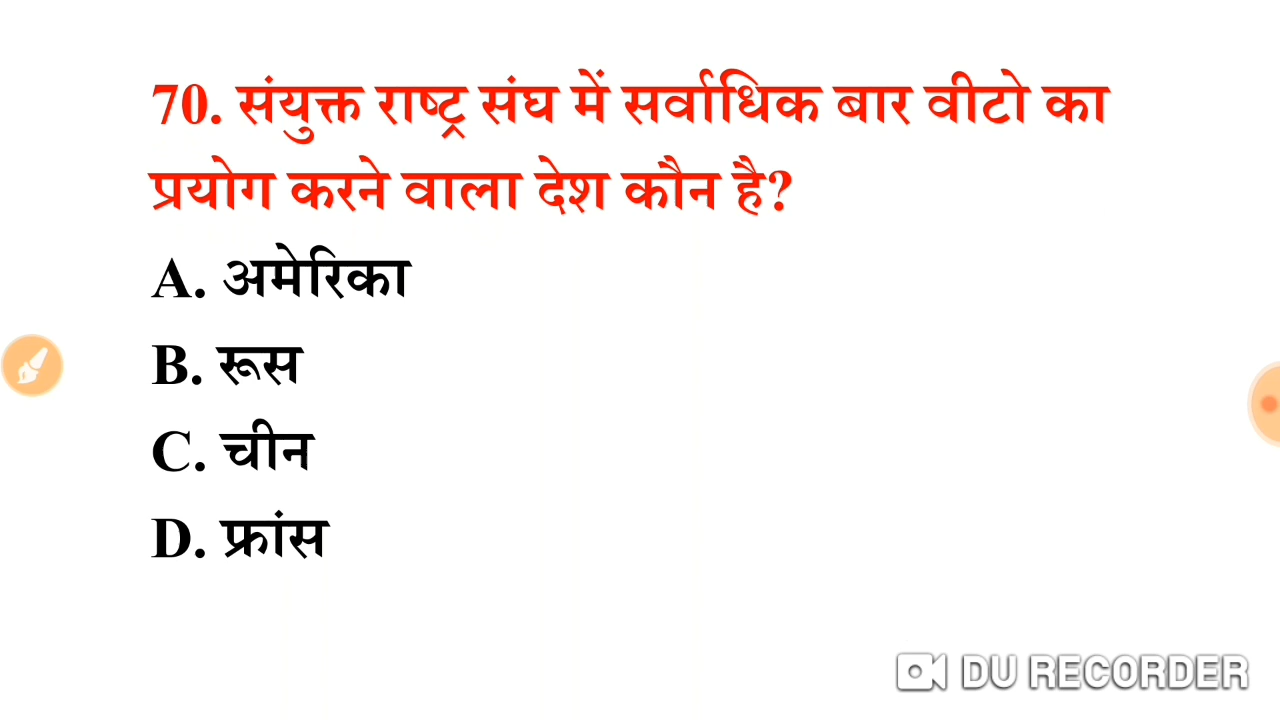 70. संयुक्त राष्ट्र संघ में सर्वाधिक बार वीटो का
प्रयोग करने वाला देश कौन है?
A. अमेरिका
B. रूस
C. चीन
D. फ्रांस
DU RECORDER